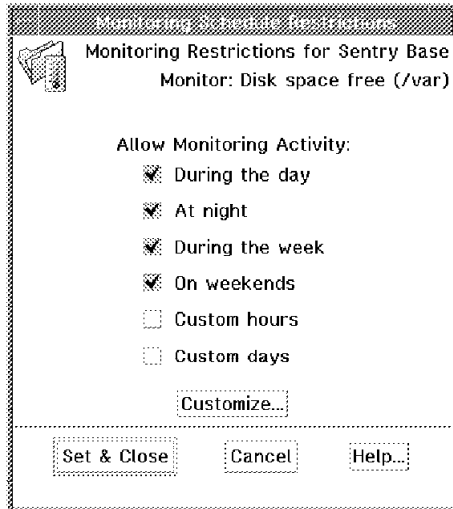 Monitoring Schedule Restrictions
Monitoring Restrictions for Sentry Base
Monitor: Disk space free (/var)
Allow Monitoring Activity:
During the day
At night
During the week
On weekends
Custom hours
Custom days
Customize...
Set & Close
Cancel
Help...